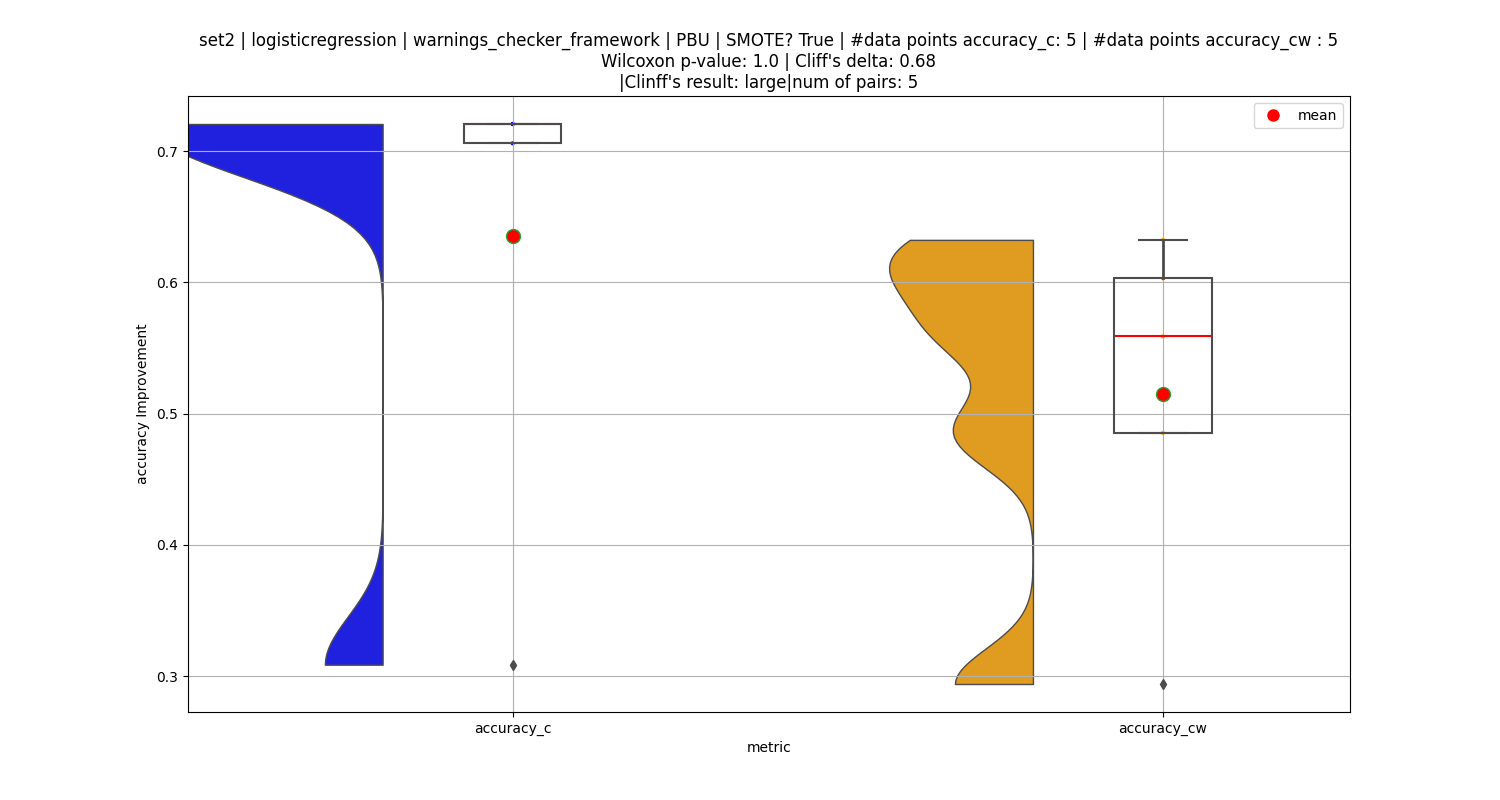 set2 | logisticregression | warnings_checker_framework | PBU | SMOTE? True | #data points accuracy_c: 5 | #data points accuracy_cw : 5
Wilcoxon p-value: 1.0 | Cliff's delta: 0.68
|Clinff's result: large|num of pairs: 5
mean
0.7
0.6
0.5
0.4
0.3
accuracy Improvement
accuracy_c
accuracy_cw
metric